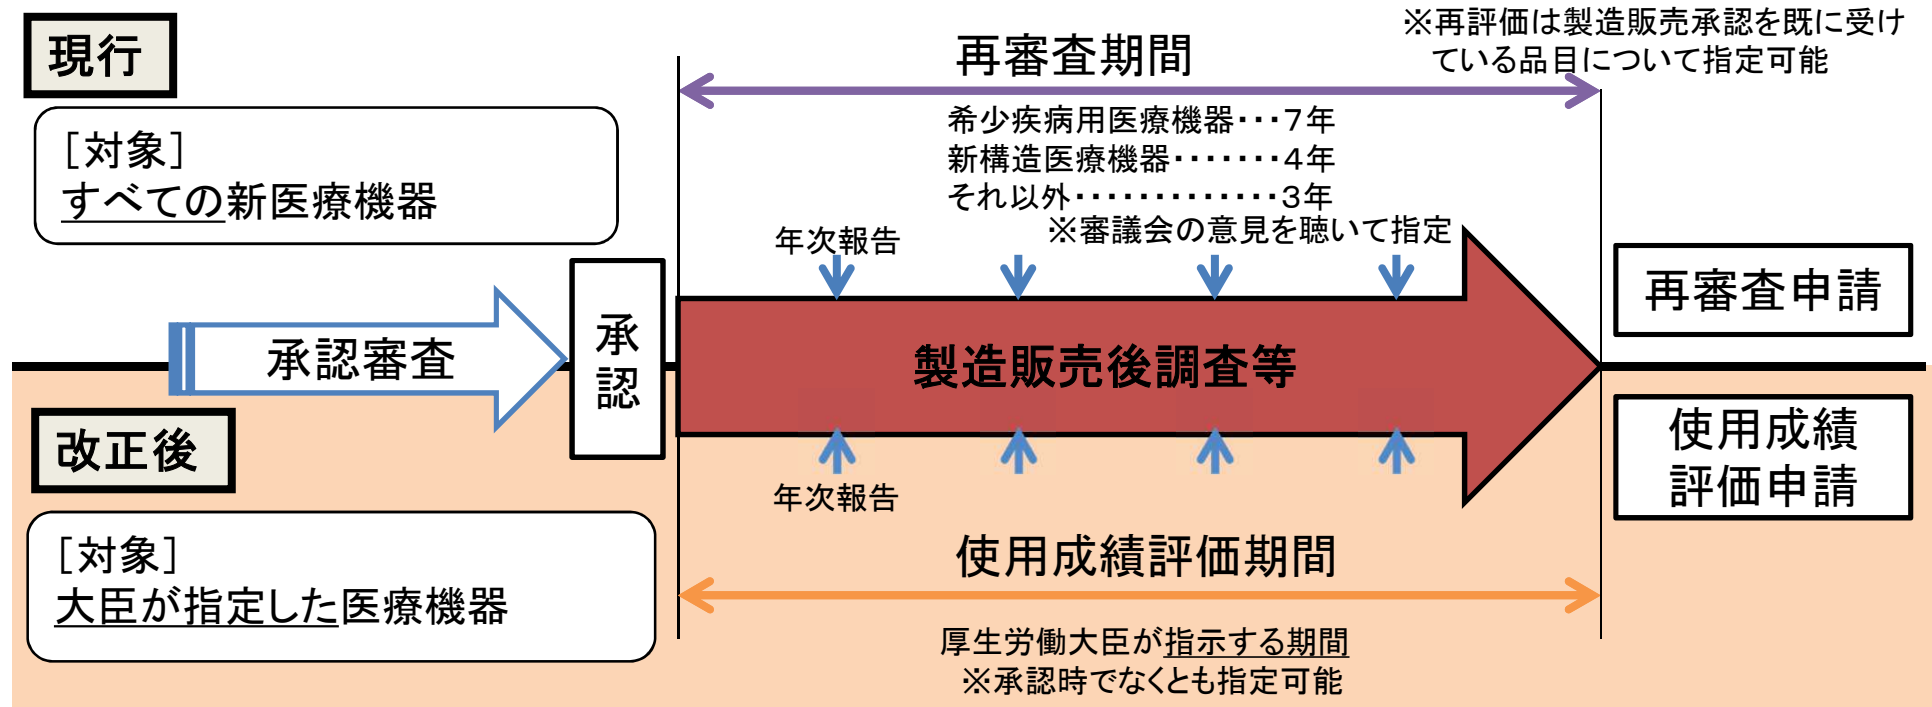 現行
※再評価は製造販売承認を既に受け
ている品目について指定可能
再審査期間
[対象]
すべての新医療機器
希少疾病用医療機器・・・7年
新構造医療機器・・・・・・・4年
それ以外・・・・・・・・・・・・・3年
※審議会の意見を聴いて指定
年次報告
承認審査
承認
製造販売後調査等
再審査申請
改正後
[対象]
大臣が指定した医療機器
年次報告
使用成績評価期間
厚生労働大臣が指示する期間
※承認時でなくとも指定可能
使用成績
評価申請